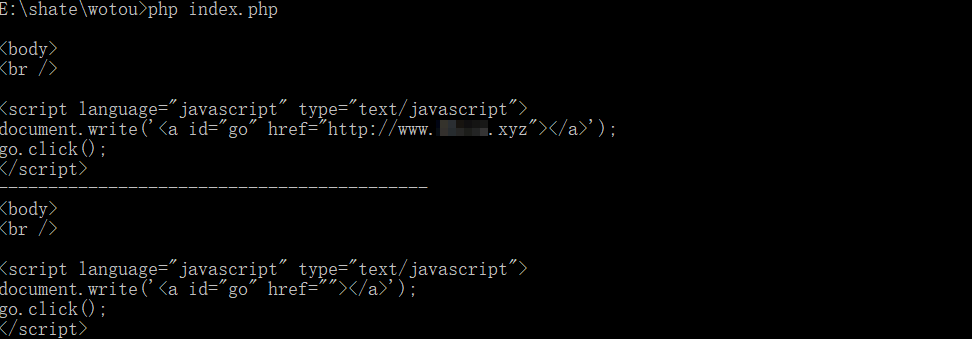 E:\shate\wotou>php index.php
<body>
<br />
<script language="javascript" type="text/javascript">
document.write('<a id="go" href="http://www. .xyz"></a>');
go.click();
</script>
-------------------------------------------
<body>
<br />
<script language="javascript" type="text/javascript">
document.write('<a id="go" href=""></a>');
go.click();
</script>